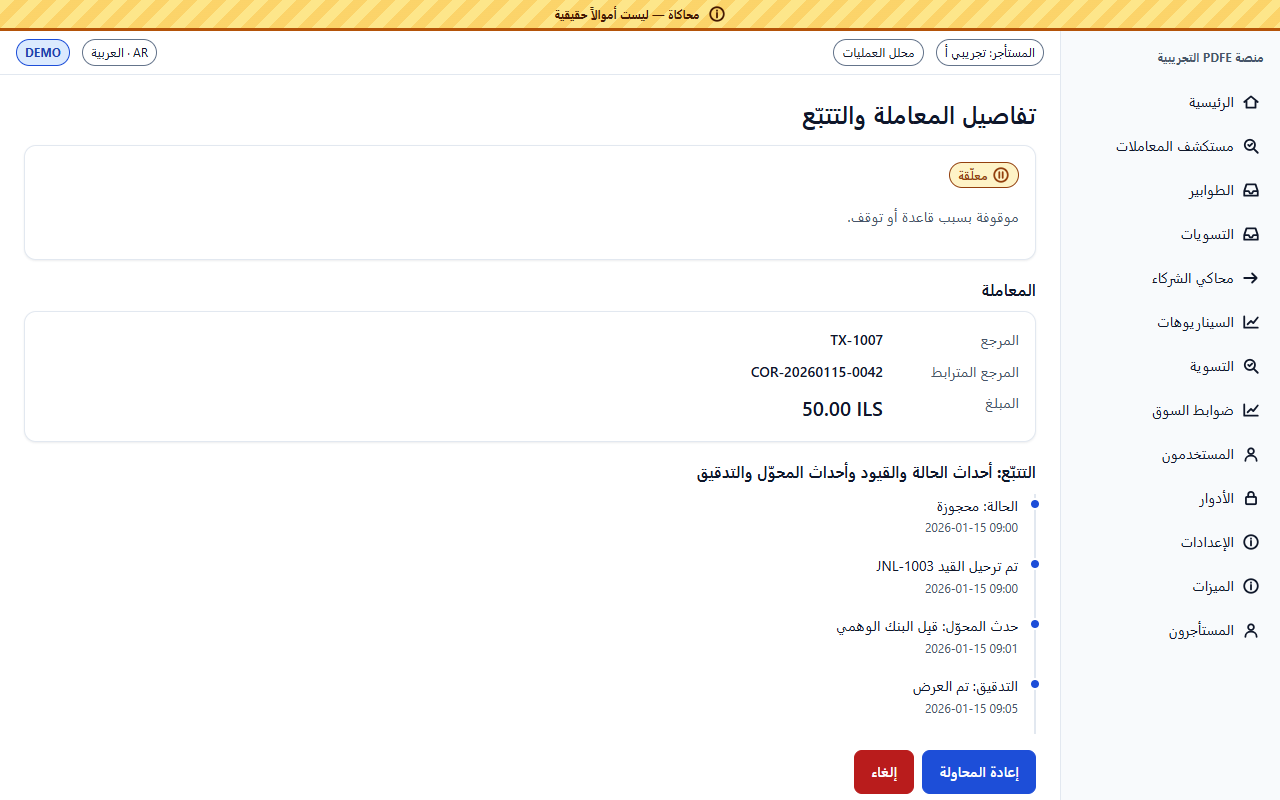 محاكاة — ليست أموالاً حقيقية
منصة PDFE التجريبية
الرئيسية
مستكشف المعاملات
الطوابير
التسويات
محاكي الشركاء
السيناريوهات
التسوية
ضوابط السوق
المستخدمون
الأدوار
الإعدادات
الميزات
المستأجرون
المستأجر: تجريبي أ
محلل العمليات
AR · العربية
DEMO
تفاصيل المعاملة والتتبّع
معلّقة
موقوفة بسبب قاعدة أو توقف.
المعاملة
المرجع TX-1007
المرجع المترابط COR-20260115-0042
المبلغ 50.00 ILS
التتبّع: أحداث الحالة والقيود وأحداث المحوّل والتدقيق
الحالة: محجوزة
2026-01-15 09:00
تم ترحيل القيد JNL-1003
2026-01-15 09:00
حدث المحوّل: قبِل البنك الوهمي
2026-01-15 09:01
التدقيق: تم العرض
2026-01-15 09:05
إعادة المحاولة
إلغاء